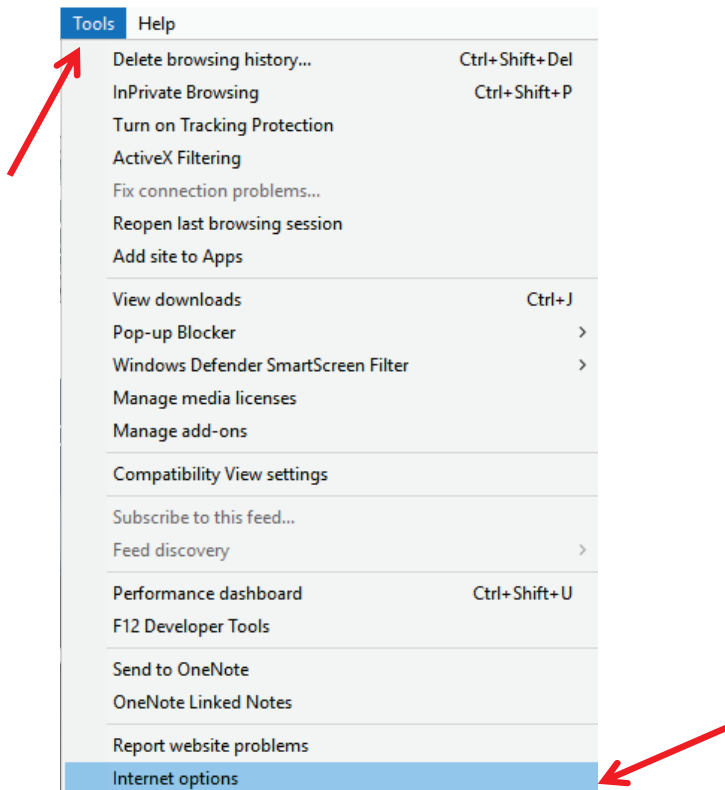 Tools Help
Delete browsing history... Ctrl+Shift+Del
InPrivate Browsing Ctrl+Shift+P
Turn on Tracking Protection
ActiveX Filtering
Fix connection problems...
Reopen last browsing session
Add site to Apps
View downloads Ctrl+J
Pop-up Blocker
Windows Defender SmartScreen Filter
Manage media licenses
Manage add-ons
Compatibility View settings
Subscribe to this feed...
Feed discovery
Performance dashboard Ctrl+Shift+U
F12 Developer Tools
Send to OneNote
OneNote Linked Notes
Report website problems
Internet options